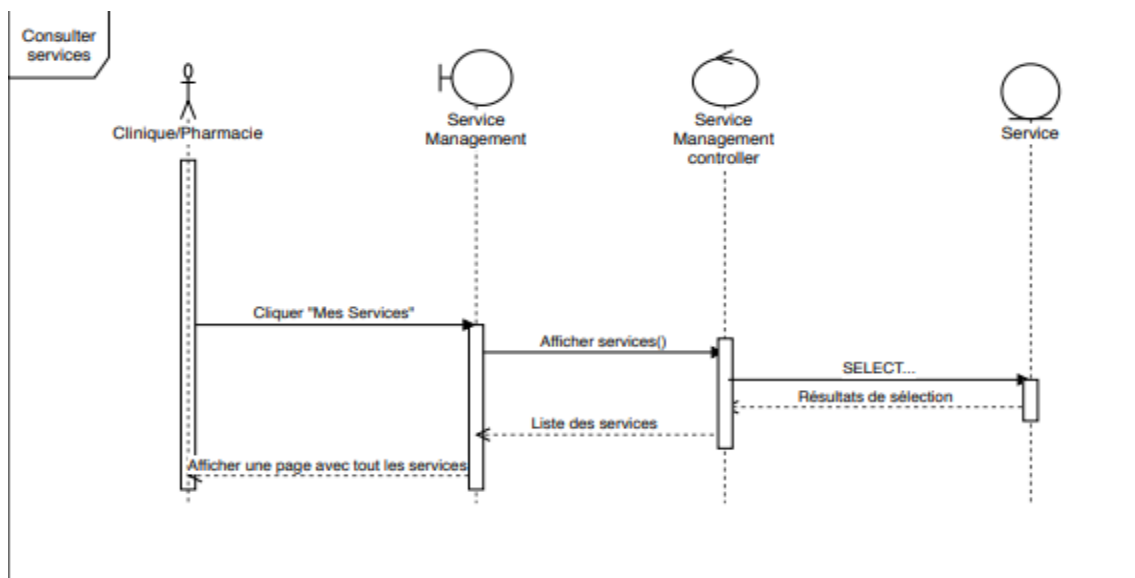 Consulter
services
Clinique/Pharmacie
Service
Management
Service
Management
controller
Service
Cliquer "Mes Services"
Afficher services()
SELECT...
Résultats de sélection
Liste des services
Afficher une page avec tout les services